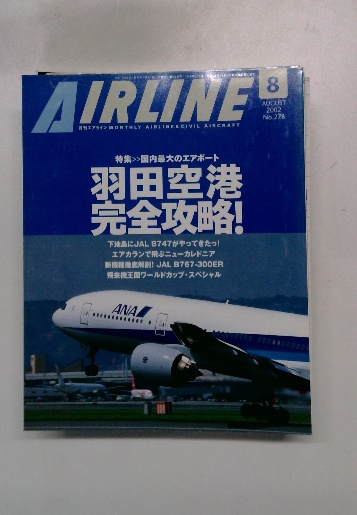 8
AUGUST
2002
No.278
AIRLINE
月刊エアライン MONTHLY AIRLINE&CIVIL AIRCRAFT
特集>>国内最大のエアポート
羽田空港
完全攻略!
下地島にJAL B747がやってきたっ!
エアカランで飛ぶニューカレドニア
新機種徹底解剖! JAL B767-300ER
飛来機王国ワールドカップ・スペシャル
ANA